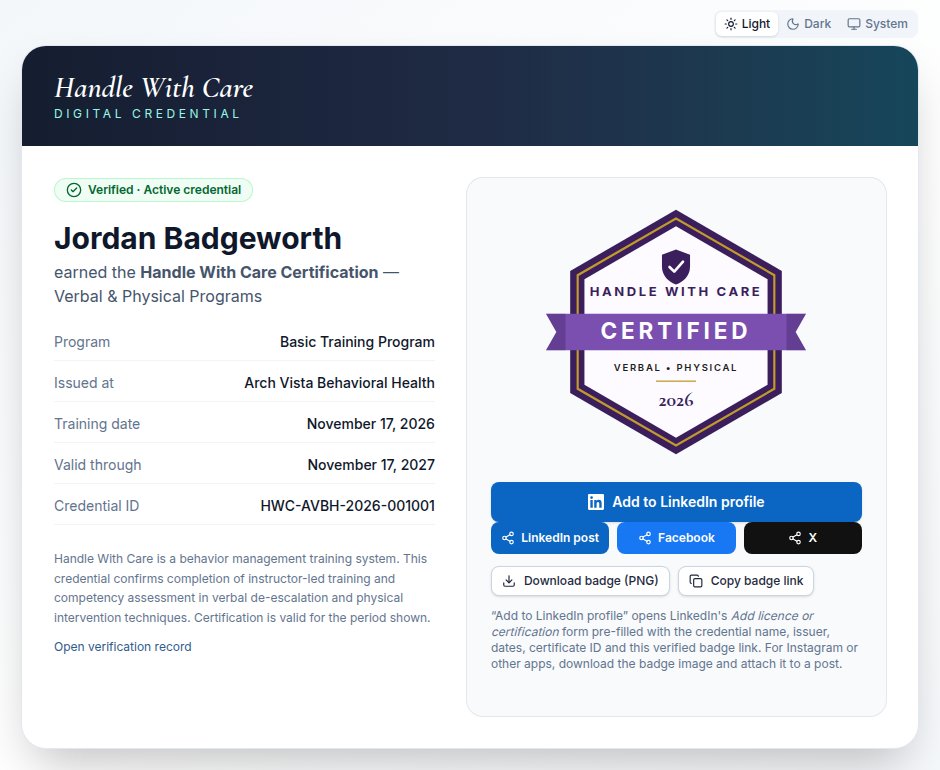 Light Dark System
Handle With Care
DIGITAL CREDENTIAL
Verified · Active credential
Jordan Badgeworth
earned the Handle With Care Certification —
Verbal & Physical Programs
Program Basic Training Program
Issued at Arch Vista Behavioral Health
Training date November 17, 2026
Valid through November 17, 2027
Credential ID HWC-AVBH-2026-001001
Handle With Care is a behavior management training system. This
credential confirms completion of instructor-led training and
competency assessment in verbal de-escalation and physical
intervention techniques. Certification is valid for the period shown.
Open verification record
HANDLE WITH CARE
CERTIFIED
VERBAL • PHYSICAL
2026
in Add to LinkedIn profile
LinkedIn post Facebook X
Download badge (PNG) Copy badge link
“Add to LinkedIn profile” opens LinkedIn's Add licence or
certification form pre-filled with the credential name, issuer,
dates, certificate ID and this verified badge link. For Instagram or
other apps, download the badge image and attach it to a post.